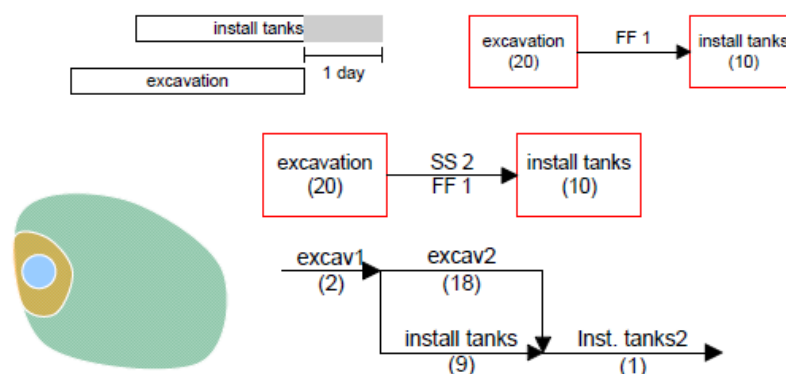 install tanks
1 day
excavation
excavation
(20)
FF 1
install tanks
(10)
excavation
(20)
SS 2
FF 1
install tanks
(10)
excav1
(2)
excav2
(18)
install tanks
(9)
Inst. tanks2
(1)